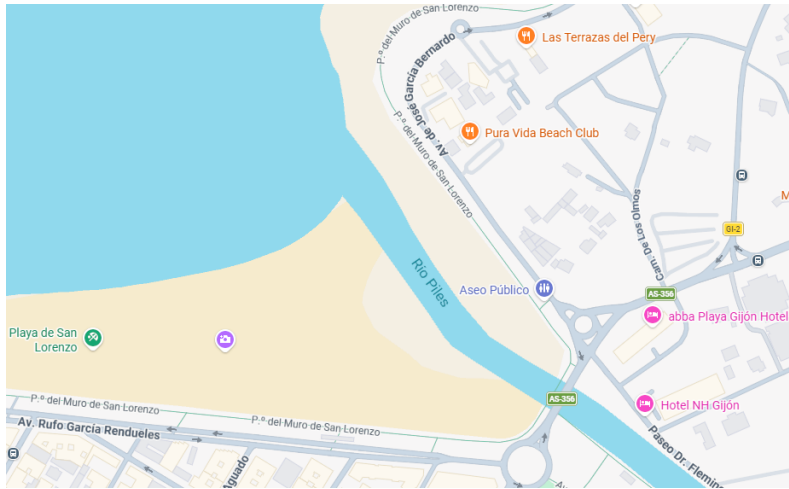 P.º del Muro de San Lorenzo
Las Terrazas del Pery
Av. de José García Bernardo
Pura Vida Beach Club
P.º del Muro de San Lorenzo
M
Cam. De Los Olmos
GI-2
Río Piles
Aseo Público
AS-356
abba Playa Gijón Hotel
Playa de San
Lorenzo
AS-356
Hotel NH Gijón
P.º del Muro de San Lorenzo
P.º del Muro de San Lorenzo
Av. Rufo García Rendueles
Paseo Dr. Fleming
Aguado
Av